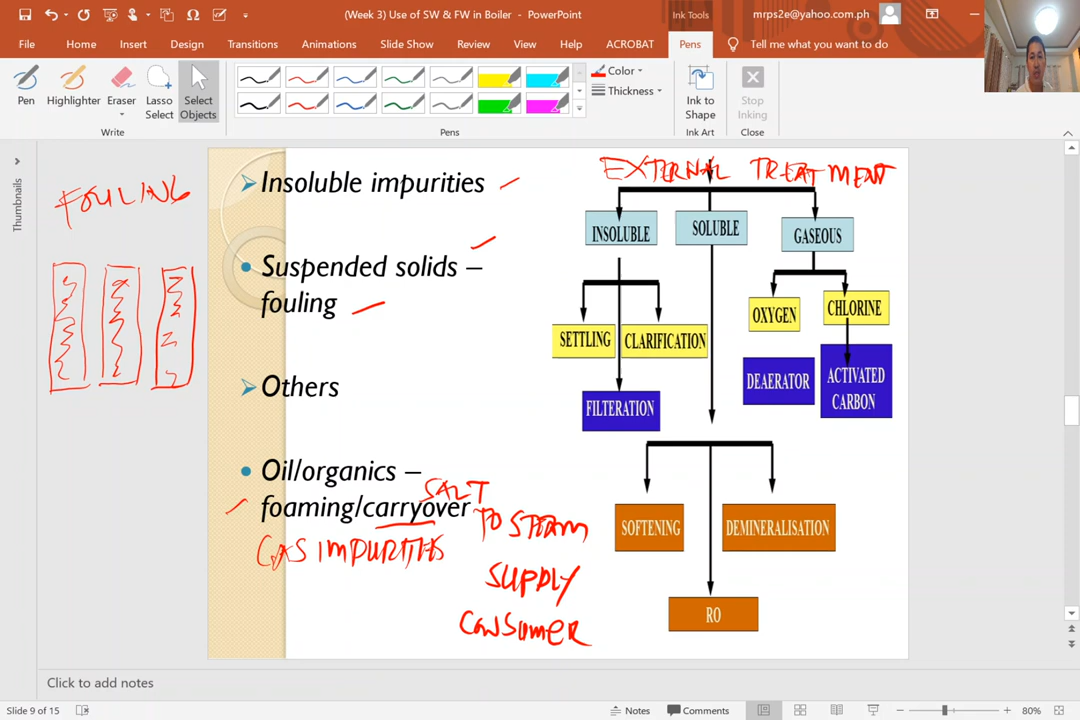 (Week 3) Use of SW & FW in Boiler - PowerPoint
Ink Tools
mrps2e@yahoo.com.ph
File Home Insert Design Transitions Animations Slide Show Review View Help ACROBAT Pens Tell me what you want to do
Pen Highlighter Eraser Lasso Select Select Objects
Color
Thickness
Ink to Shape
Stop Inking
Write
Pens
Ink Art
Close
Thumbnails
FOULING
Insoluble impurities
Suspended solids –
fouling
Others
Oil/organics –
foaming/carryover
SALT
TO STEAM
SUPPLY
CONSUMER
GAS IMPURITIES
EXTERNAL TREATMENT
INSOLUBLE
SOLUBLE
GASEOUS
SETTLING
CLARIFICATION
OXYGEN
CHLORINE
FILTERATION
DEAERATOR
ACTIVATED
CARBON
SOFTENING
DEMINERALISATION
RO
Click to add notes
Slide 9 of 15
Notes
Comments
80%